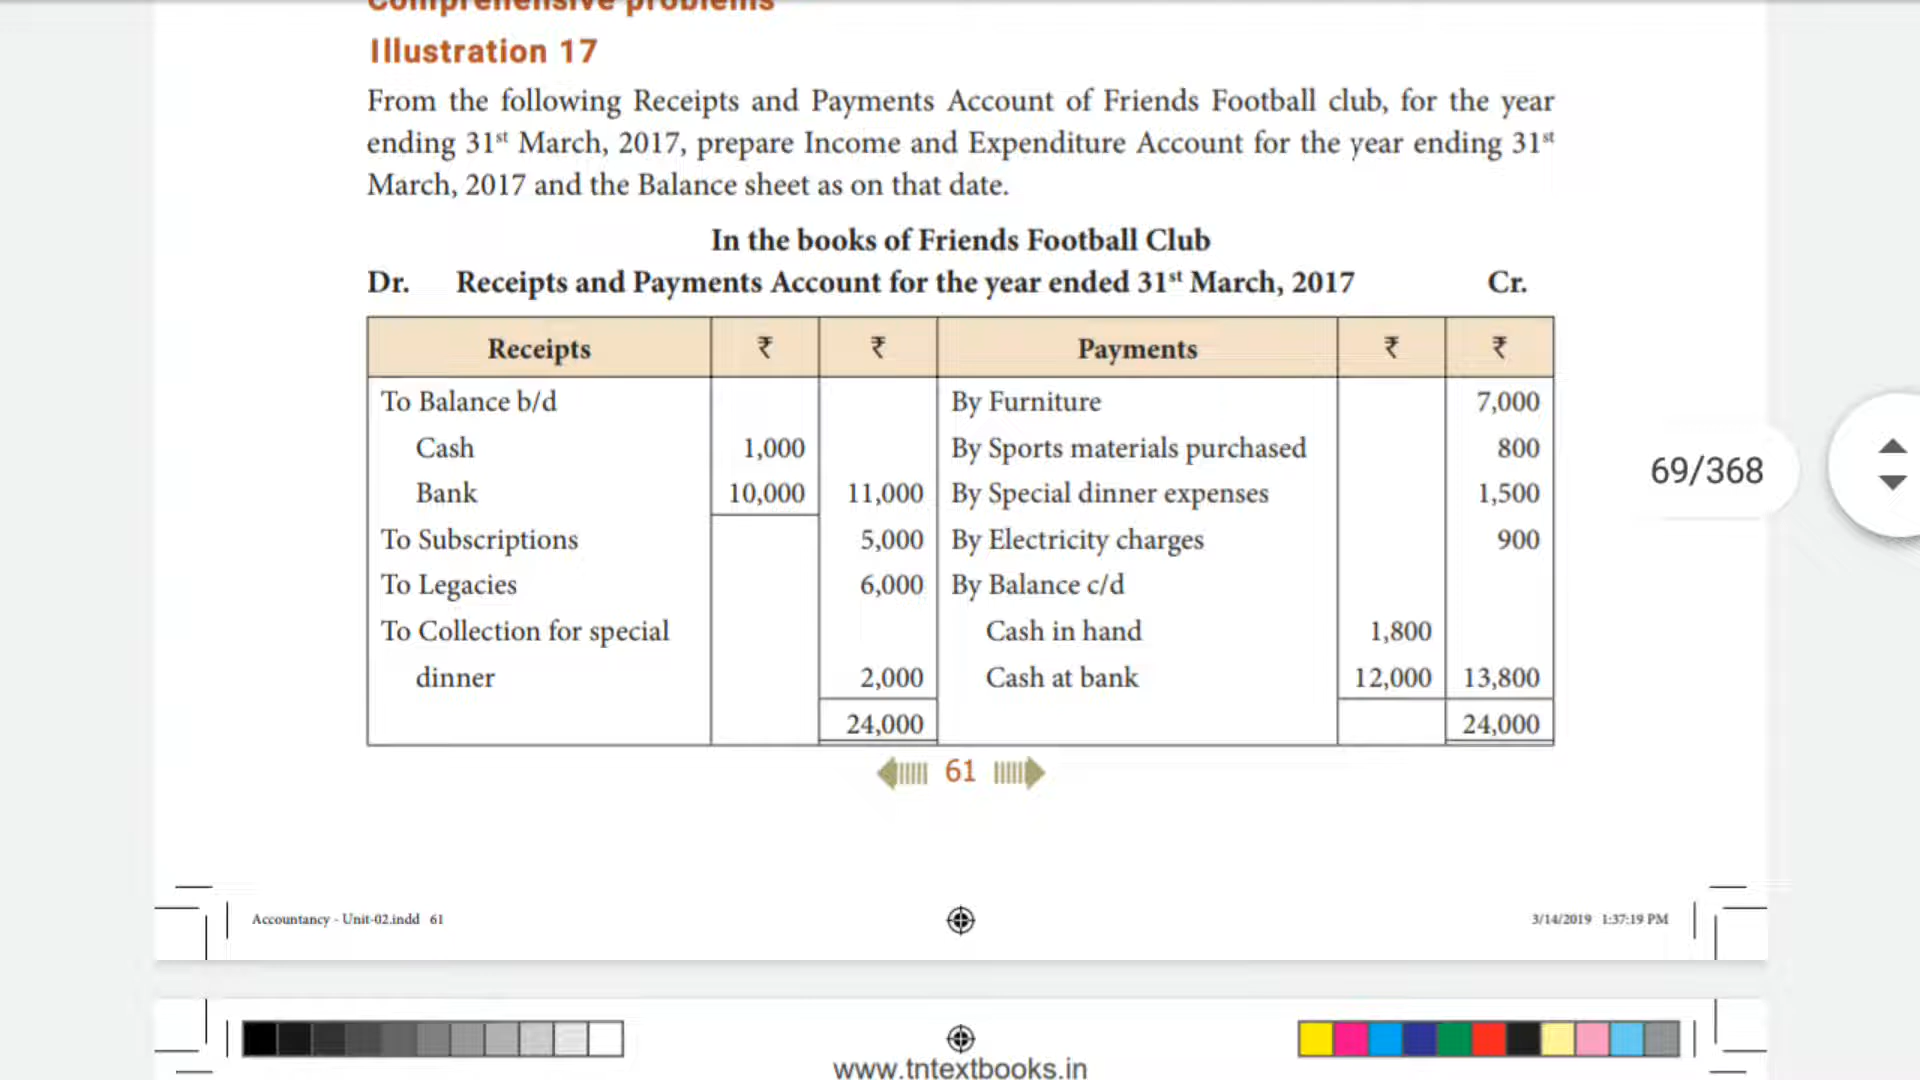 Comprehensive problems
Illustration 17
From the following Receipts and Payments Account of Friends Football club, for the year
ending 31st March, 2017, prepare Income and Expenditure Account for the year ending 31st
March, 2017 and the Balance sheet as on that date.
In the books of Friends Football Club
Dr. Receipts and Payments Account for the year ended 31st March, 2017 Cr.
Receipts ₹ ₹ Payments ₹ ₹
To Balance b/d By Furniture 7,000
Cash 1,000 By Sports materials purchased 800
Bank 10,000 11,000 By Special dinner expenses 1,500
To Subscriptions 5,000 By Electricity charges 900
To Legacies 6,000 By Balance c/d
To Collection for special Cash in hand 1,800
dinner 2,000 Cash at bank 12,000 13,800
24,000 24,000
61
69/368
Accountancy - Unit-02.indd 61 3/14/2019 1:37:19 PM
www.tntextbooks.in